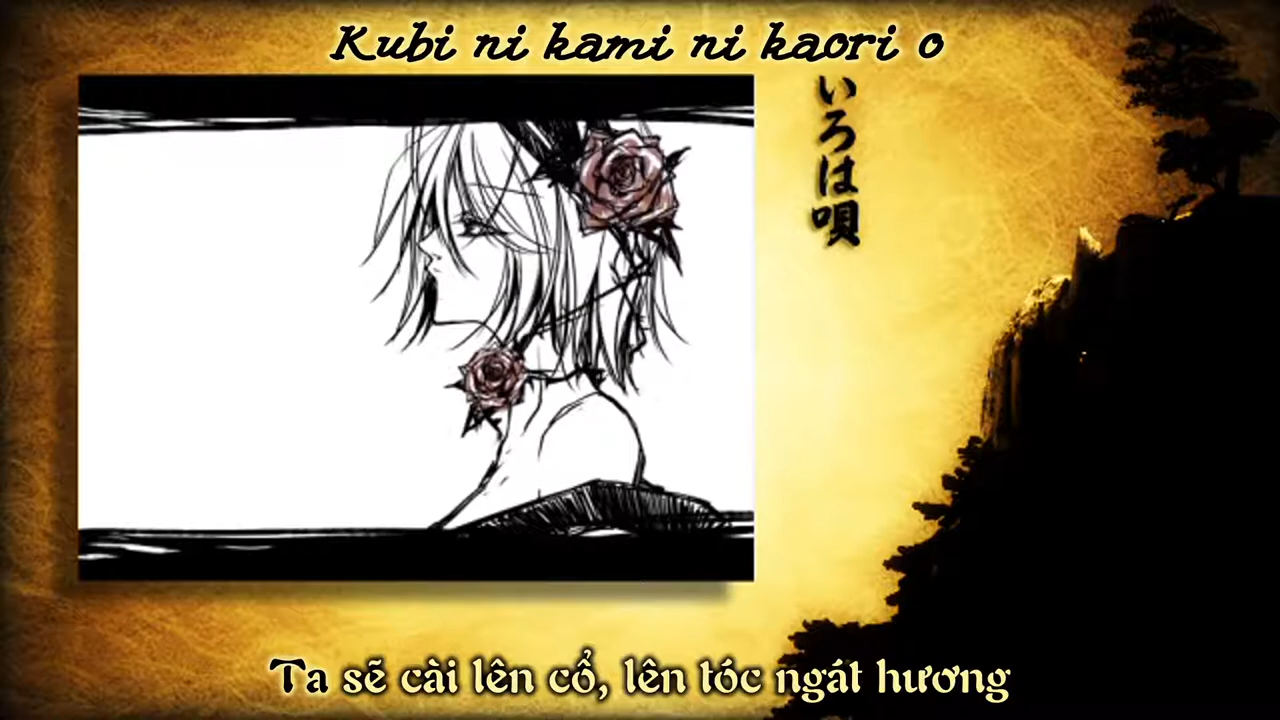 Kubi ni kami ni kaori o
いろは唄
Ta sẽ cài lên cổ, lên tóc ngát hương